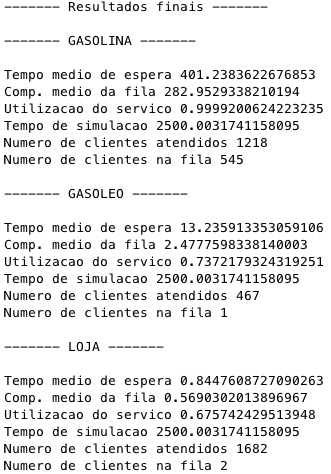 ------- Resultados finais -------
------- GASOLINA -------
Tempo medio de espera 401.2383622676853
Comp. medio da fila 282.9529338210194
Utilizacao do servico 0.9999200624223235
Tempo de simulacao 2500.0031741158095
Numero de clientes atendidos 1218
Numero de clientes na fila 545
------- GASOLEO -------
Tempo medio de espera 13.235913353059106
Comp. medio da fila 2.4777598338140003
Utilizacao do servico 0.7372179324319251
Tempo de simulacao 2500.0031741158095
Numero de clientes atendidos 467
Numero de clientes na fila 1
------- LOJA -------
Tempo medio de espera 0.8447608727090263
Comp. medio da fila 0.5690302013896967
Utilizacao do servico 0.675742429513948
Tempo de simulacao 2500.0031741158095
Numero de clientes atendidos 1682
Numero de clientes na fila 2